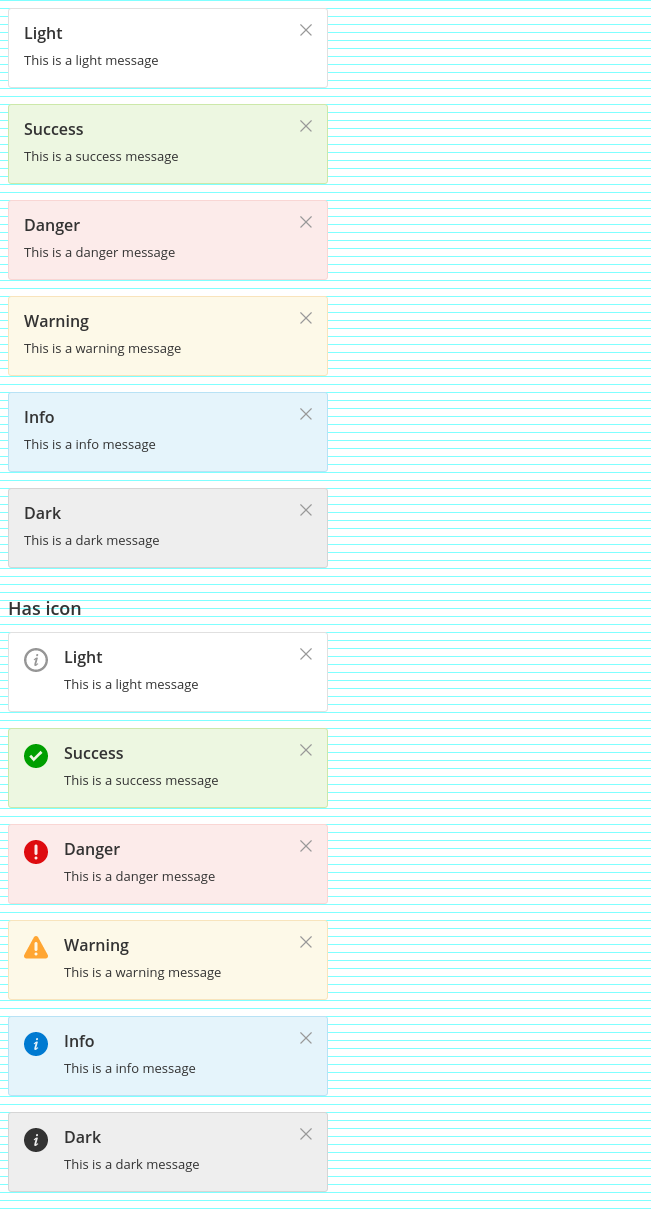 Light
This is a light message
Success
This is a success message
Danger
This is a danger message
Warning
This is a warning message
Info
This is a info message
Dark
This is a dark message
Has icon
Light
This is a light message
Success
This is a success message
Danger
This is a danger message
Warning
This is a warning message
Info
This is a info message
Dark
This is a dark message